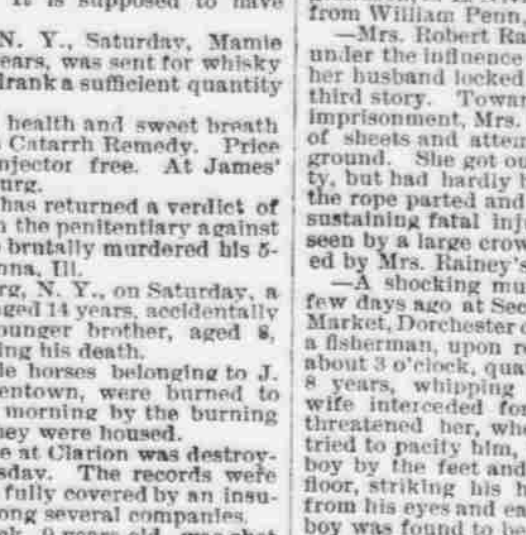 It is supposed to have
N. Y., Saturday, Mamie
ears, was sent for whisky
drank a sufficient quantity
health and sweet breath
Catarrh Remedy. Price
njector free. At James'
urg.
has returned a verdict of
n the penitentiary against
brutally murdered his 5-
nna, Ill.
rg, N. Y., on Saturday, a
aged 14 years, accidentally
ounger brother, aged 8,
ing his death.
le horses belonging to J.
entown, were burned to
morning by the burning
hey were housed.
e at Clarion was destroy-
sday. The records were
fully covered by an insu-
ong several companies.
9 years old, was shot
from William Penn.
—Mrs. Robert Ra
under the influence
her husband locked
third story. Towar
imprisonment, Mrs.
of sheets and attem
ground. She got ou
ty, but had hardly h
the rope parted and
sustaining fatal inju
seen by a large crow
ed by Mrs. Rainey's
—A shocking mu
few days ago at Sec
Market, Dorchester c
a fisherman, upon re
about 3 o'clock, qua
8 years, whipping
wife interceded for
threatened her, whe
tried to pacify him,
boy by the feet and
floor, striking his h
from his eyes and ea
boy was found to be